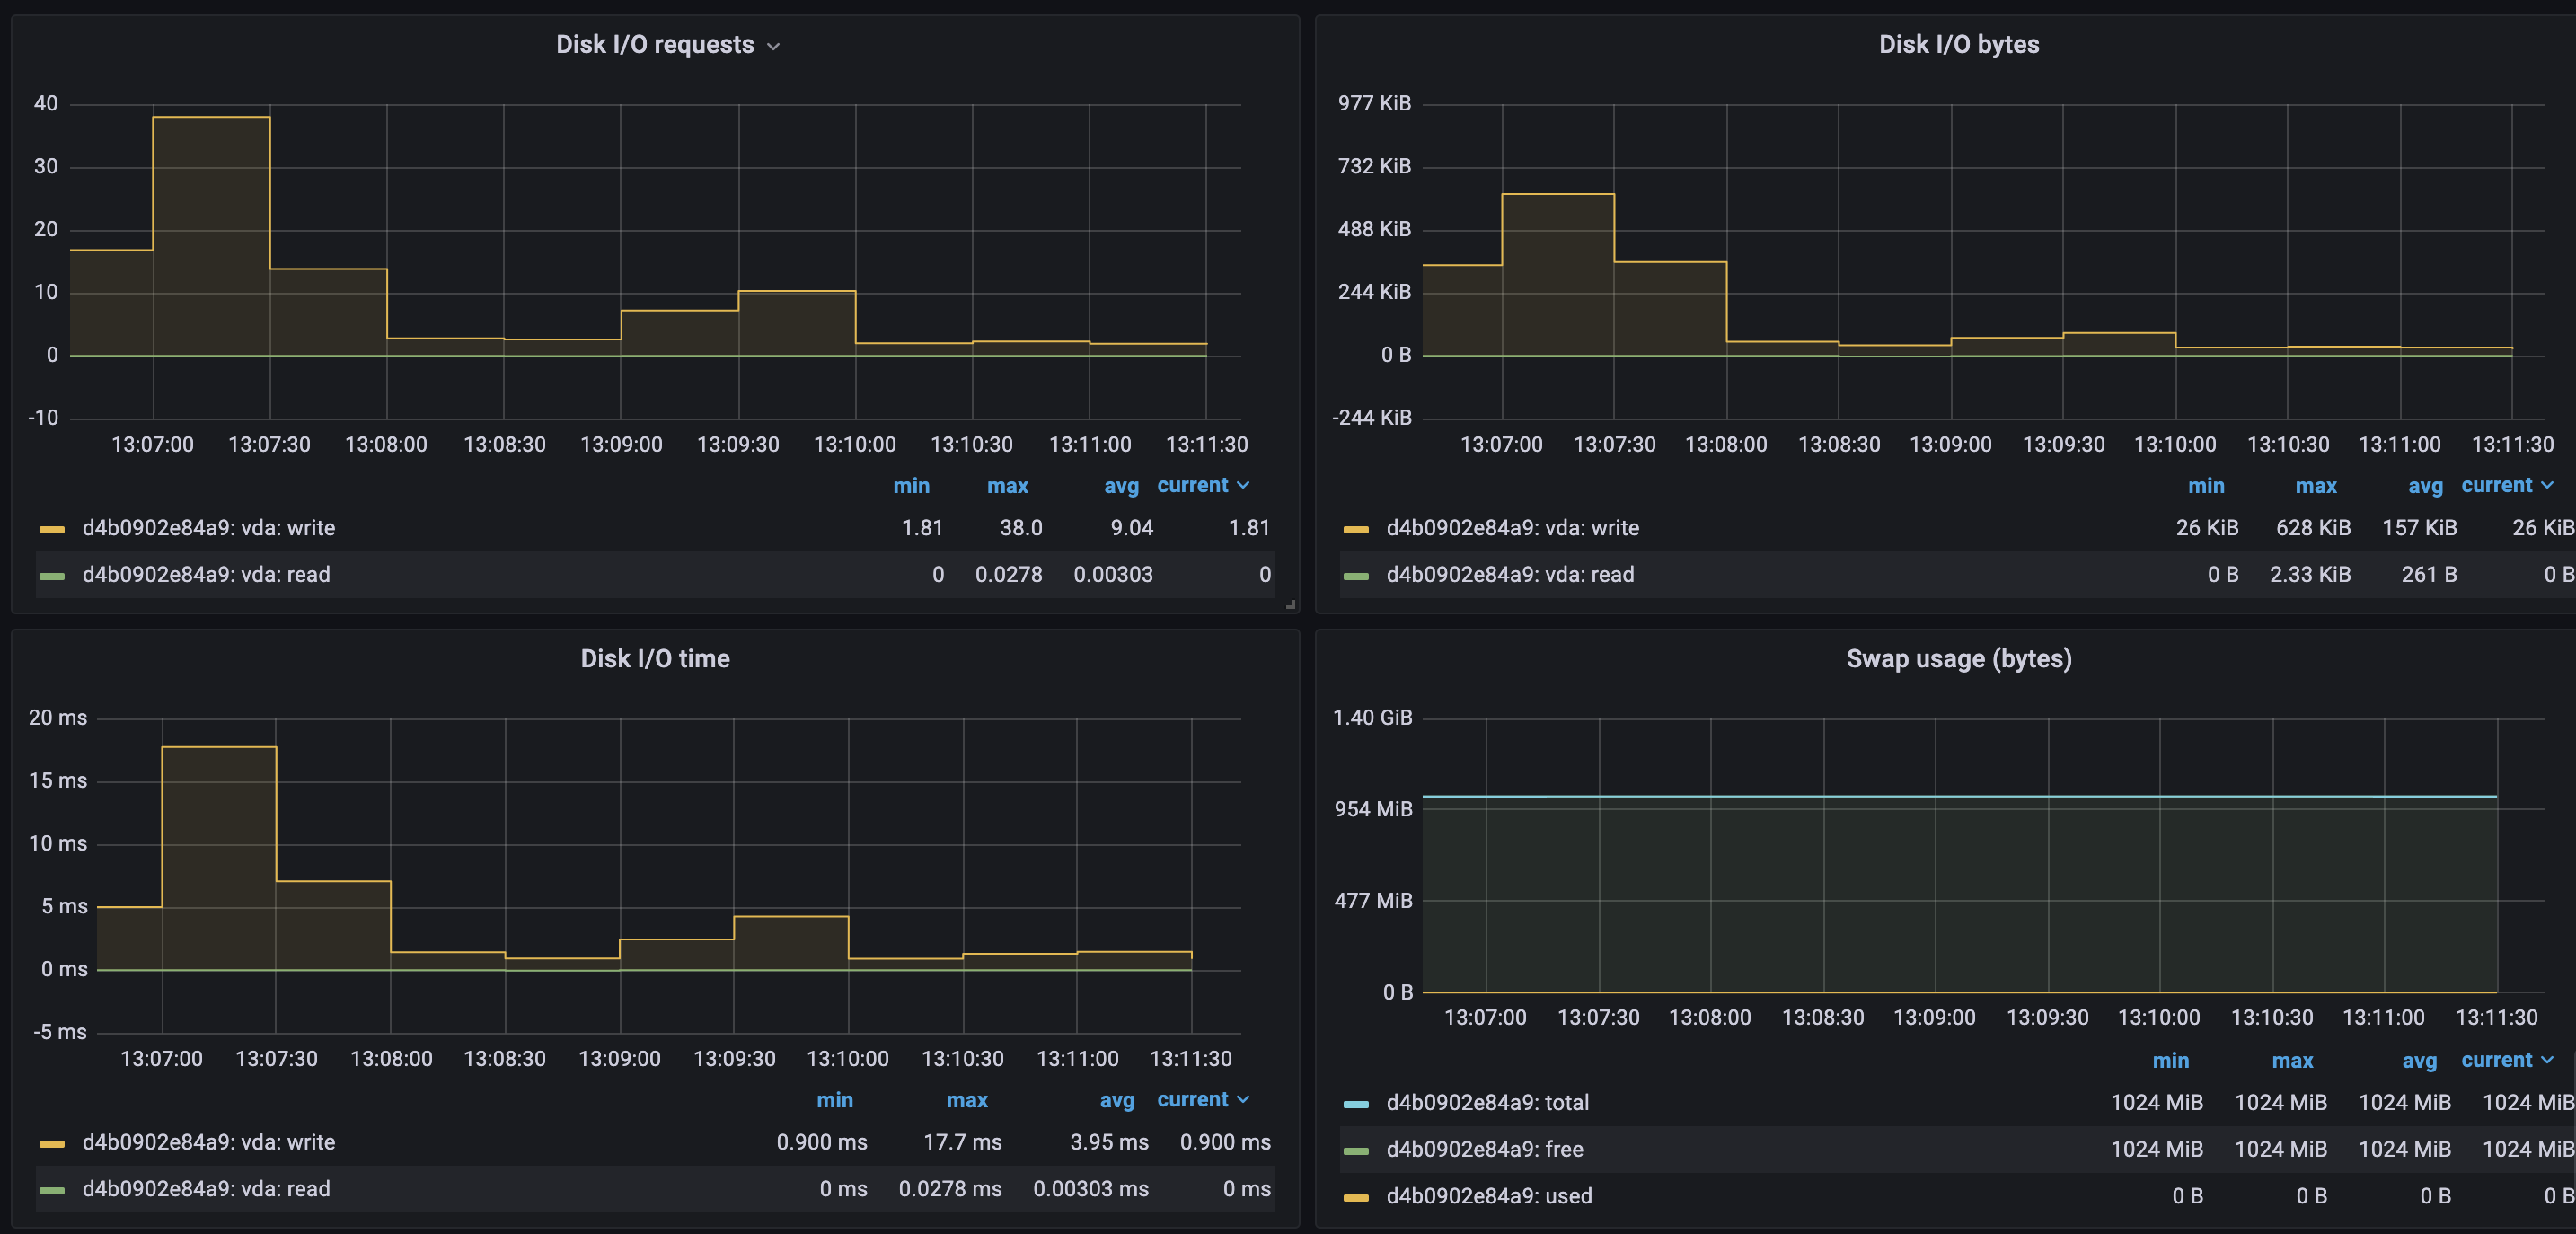 Disk I/O requests
40
30
20
10
0
-10
13:07:00 13:07:30 13:08:00 13:08:30 13:09:00 13:09:30 13:10:00 13:10:30 13:11:00 13:11:30
min max avg current
d4b0902e84a9: vda: write 1.81 38.0 9.04 1.81
d4b0902e84a9: vda: read 0 0.0278 0.00303 0
Disk I/O bytes
977 KiB
732 KiB
488 KiB
244 KiB
0 B
-244 KiB
13:07:00 13:07:30 13:08:00 13:08:30 13:09:00 13:09:30 13:10:00 13:10:30 13:11:00 13:11:30
min max avg current
d4b0902e84a9: vda: write 26 KiB 628 KiB 157 KiB 26 KiB
d4b0902e84a9: vda: read 0 B 2.33 KiB 261 B 0 B
Disk I/O time
20 ms
15 ms
10 ms
5 ms
0 ms
-5 ms
13:07:00 13:07:30 13:08:00 13:08:30 13:09:00 13:09:30 13:10:00 13:10:30 13:11:00 13:11:30
min max avg current
d4b0902e84a9: vda: write 0.900 ms 17.7 ms 3.95 ms 0.900 ms
d4b0902e84a9: vda: read 0 ms 0.0278 ms 0.00303 ms 0 ms
Swap usage (bytes)
1.40 GiB
954 MiB
477 MiB
0 B
13:07:00 13:07:30 13:08:00 13:08:30 13:09:00 13:09:30 13:10:00 13:10:30 13:11:00 13:11:30
min max avg current
d4b0902e84a9: total 1024 MiB 1024 MiB 1024 MiB 1024 MiB
d4b0902e84a9: free 1024 MiB 1024 MiB 1024 MiB 1024 MiB
d4b0902e84a9: used 0 B 0 B 0 B 0 B